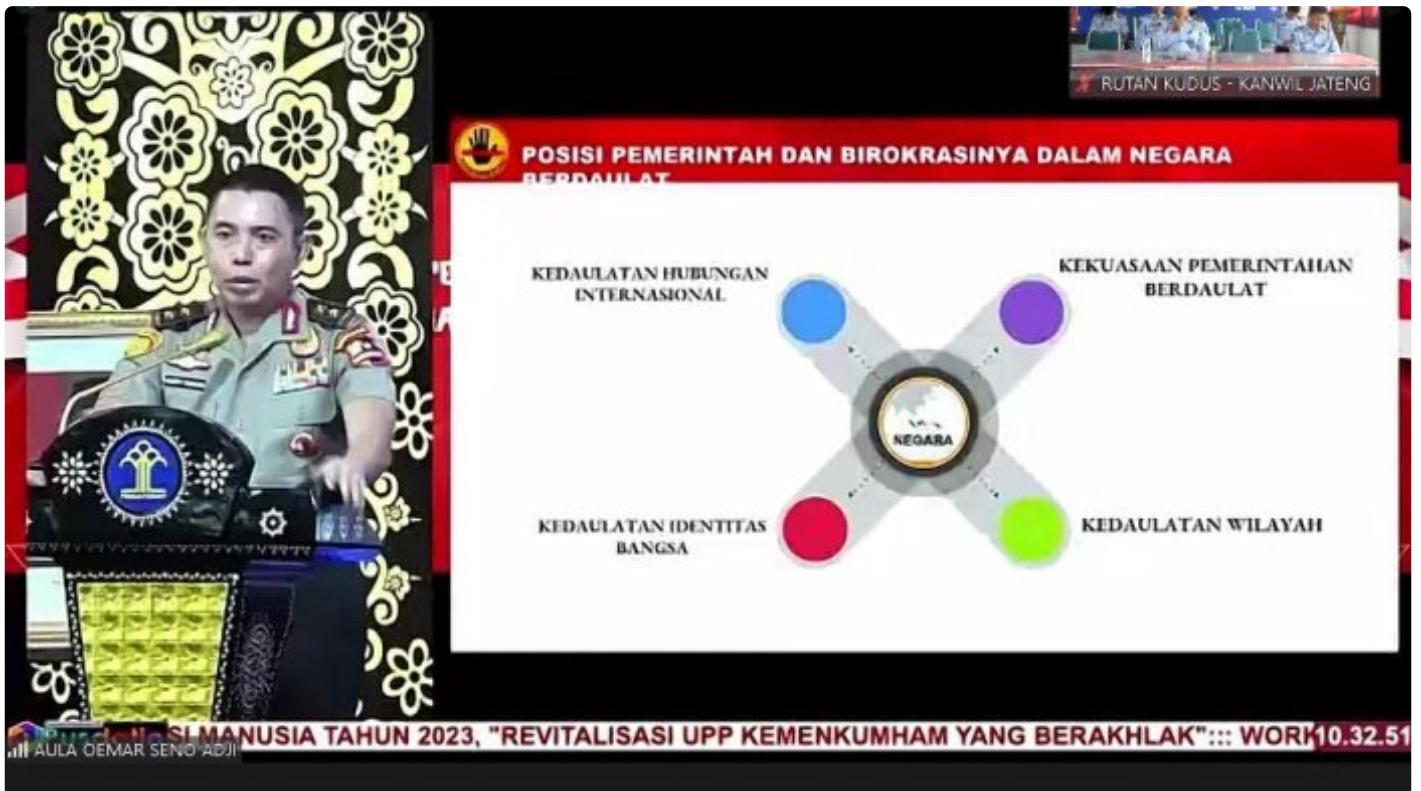 RUTAN KUDUS - KANWIL JATENG
POSISI PEMERINTAH DAN BIROKRASINYA DALAM NEGARA
BERDAULAT
KEDAULATAN HUBUNGAN
INTERNASIONAL
KEKUASAAN PEMERINTAHAN
BERDAULAT
NEGARA
KEDAULATAN IDENTITAS
BANGSA
KEDAULATAN WILAYAH
SI MANUSIA TAHUN 2023, "REVITALISASI UPP KEMENKUMHAM YANG BERAKHLAK"::: WORK
10.32.51
AULA OEMAR SENO ADJI